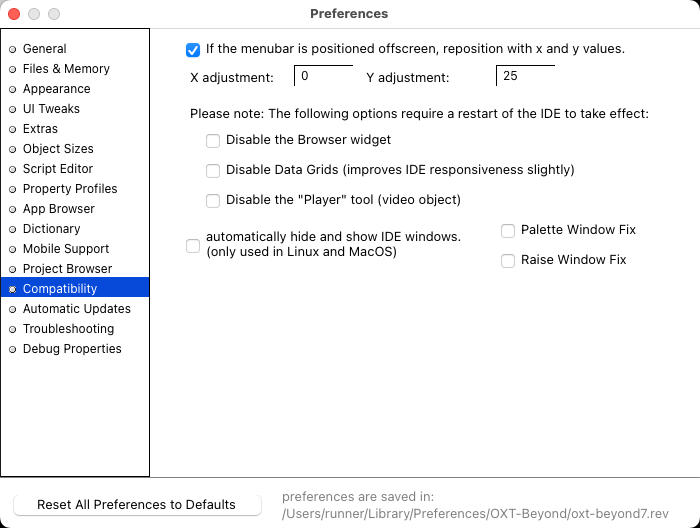 Preferences
General
Files & Memory
Appearance
UI Tweaks
Extras
Object Sizes
Script Editor
Property Profiles
App Browser
Dictionary
Mobile Support
Project Browser
Compatibility
Automatic Updates
Troubleshooting
Debug Properties
If the menubar is positioned offscreen, reposition with x and y values.
X adjustment: 0 Y adjustment: 25
Please note: The following options require a restart of the IDE to take effect:
Disable the Browser widget
Disable Data Grids (improves IDE responsiveness slightly)
Disable the "Player" tool (video object)
automatically hide and show IDE windows.
(only used in Linux and MacOS)
Palette Window Fix
Raise Window Fix
Reset All Preferences to Defaults
preferences are saved in:
/Users/runner/Library/Preferences/OXT-Beyond/oxt-beyond7.rev